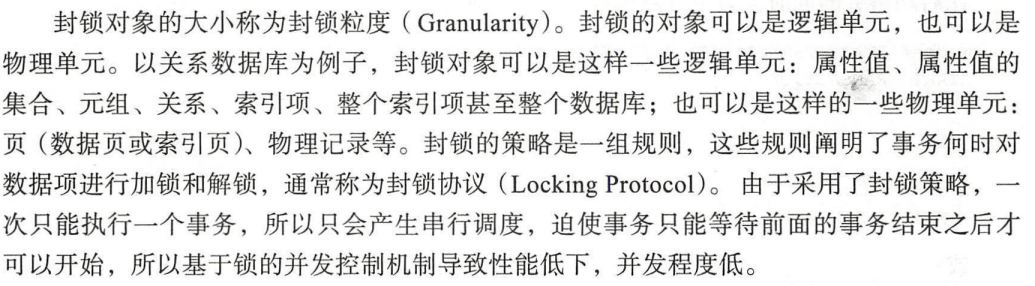 封锁对象的大小称为封锁粒度（Granularity）。封锁的对象可以是逻辑单元，也可以是
物理单元。以关系数据库为例子，封锁对象可以是这样一些逻辑单元：属性值、属性值的
集合、元组、关系、索引项、整个索引项甚至整个数据库；也可以是这样的一些物理单元：
页（数据页或索引页）、物理记录等。封锁的策略是一组规则，这些规则阐明了事务何时对
数据项进行加锁和解锁，通常称为封锁协议（Locking Protocol）。由于采用了封锁策略，一
次只能执行一个事务，所以只会产生串行调度，迫使事务只能等待前面的事务结束之后才
可以开始，所以基于锁的并发控制机制导致性能低下，并发程度低。